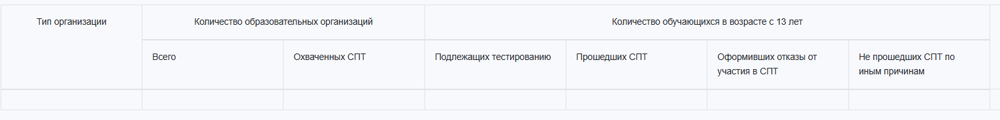 Тип организации
Количество образовательных организаций
Количество обучающихся в возрасте с 13 лет
Всего
Охваченных СПТ
Подлежащих тестированию
Прошедших СПТ
Оформивших отказы от
участия в СПТ
Не прошедших СПТ по
иным причинам